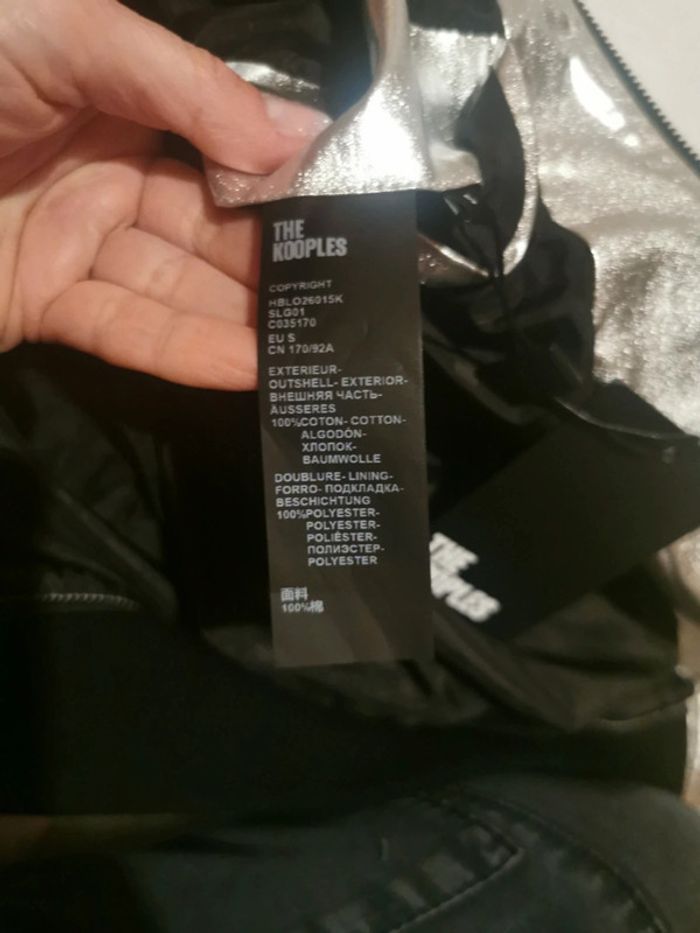 THE
KOOPLES
COPYRIGHT
HBLO26015K
SLG01
C035170
EU S
CN 170/92A
EXTERIEUR-
OUTSHELL- EXTERIOR-
ВНЕШНЯЯ ЧАСТЬ-
ÄUSSERES
100%COTON- COTTON-
ALGODÓN-
ХЛОПОК-
BAUMWOLLE
DOUBLURE- LINING-
FORRO- ПОДКЛАДКА-
BESCHICHTUNG
100%POLYESTER-
POLYESTER-
POLIÉSTER-
ПОЛИЭСТЕР-
POLYESTER
面料
100%棉
THE
KOOPLES